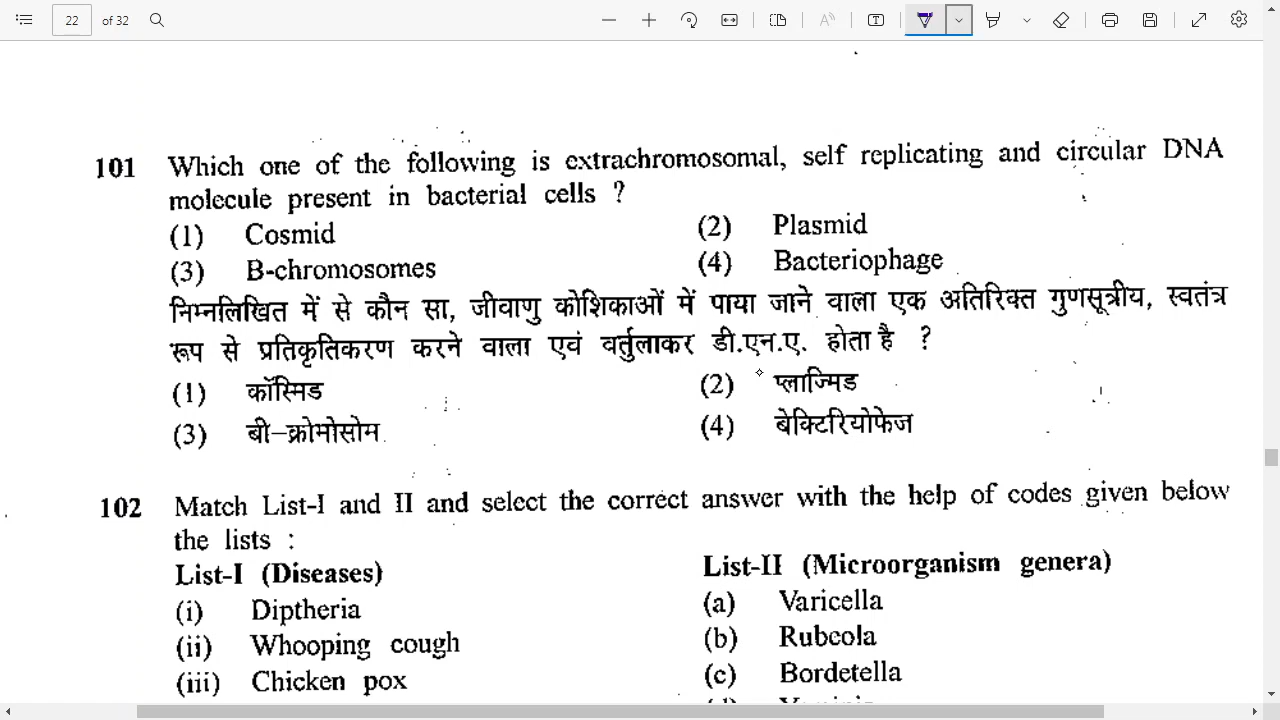 22 of 32
101 Which one of the following is extrachromosomal, self replicating and circular DNA
molecule present in bacterial cells ?
(1) Cosmid (2) Plasmid
(3) B-chromosomes (4) Bacteriophage
निम्नलिखित में से कौन सा, जीवाणु कोशिकाओं में पाया जाने वाला एक अतिरिक्त गुणसूत्रीय, स्वतंत्र
रूप से प्रतिकृतिकरण करने वाला एवं वर्तुलाकर डी.एन.ए. होता है ?
(1) कॉस्मिड (2) प्लाज्मिड
(3) बी-क्रोमोसोम (4) बेक्टिरियोफेज
102 Match List-I and II and select the correct answer with the help of codes given below
the lists :
List-I (Diseases) List-II (Microorganism genera)
(i) Diptheria (a) Varicella
(ii) Whooping cough (b) Rubeola
(iii) Chicken pox (c) Bordetella